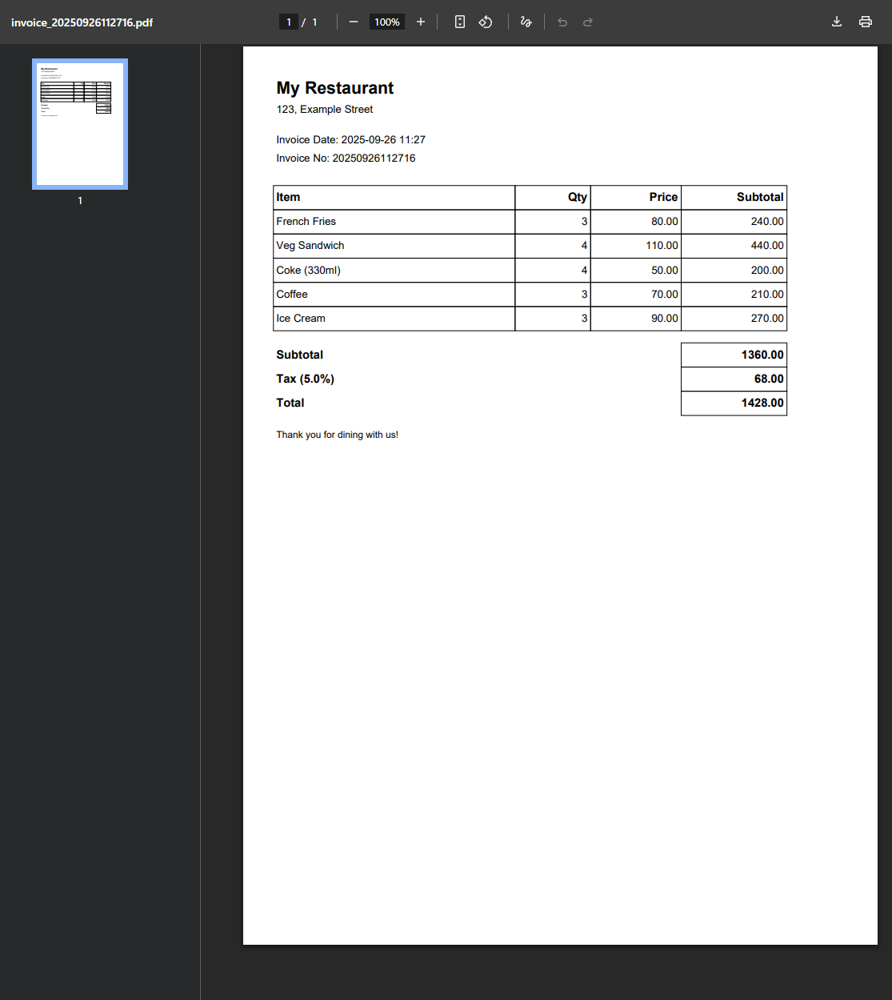 invoice_20250926112716.pdf
1 / 1
100%
1
My Restaurant
123, Example Street
Invoice Date: 2025-09-26 11:27
Invoice No: 20250926112716
Item Qty Price Subtotal
French Fries 3 80.00 240.00
Veg Sandwich 4 110.00 440.00
Coke (330ml) 4 50.00 200.00
Coffee 3 70.00 210.00
Ice Cream 3 90.00 270.00
Subtotal 1360.00
Tax (5.0%) 68.00
Total 1428.00
Thank you for dining with us!